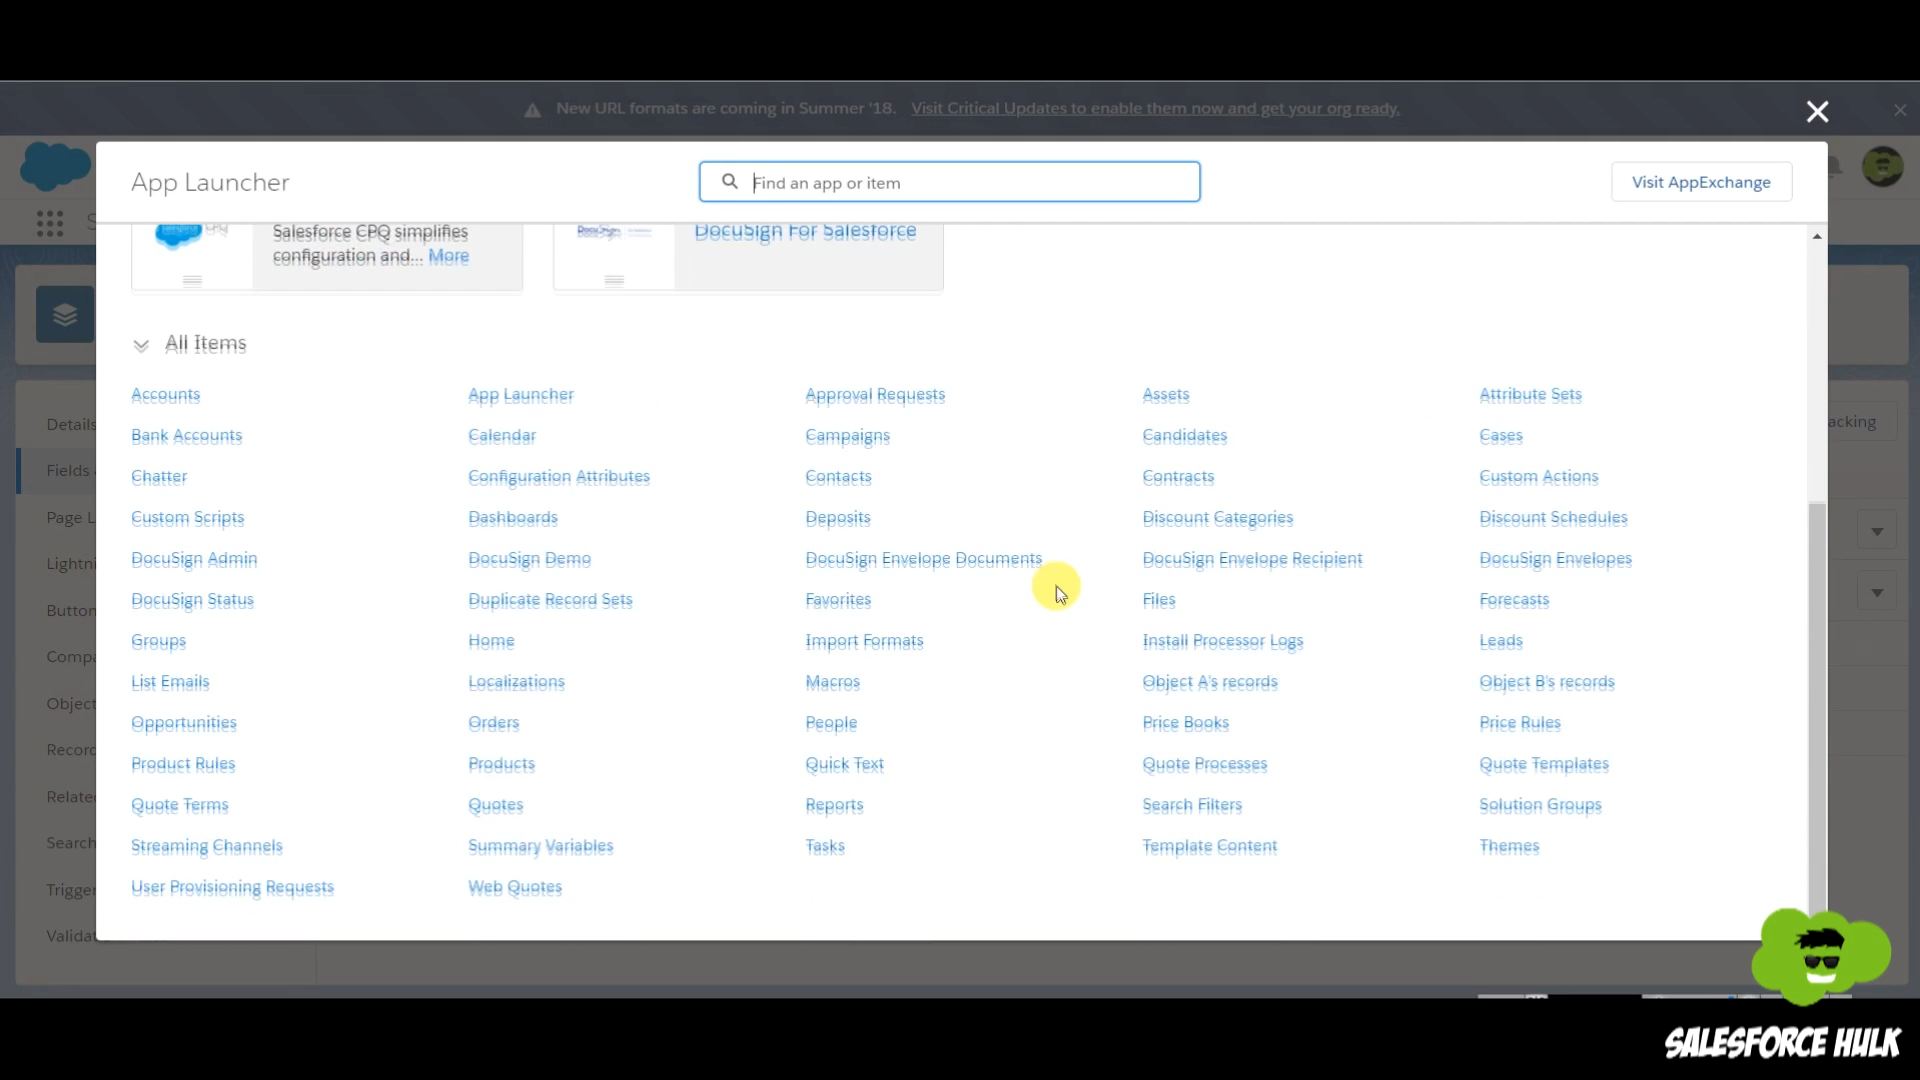 New URL formats are coming in Summer '18. Visit Critical Updates to enable them now and get your org ready.
App Launcher
Find an app or item
Visit AppExchange
Salesforce CPQ simplifies
configuration and... More
DocuSign For Salesforce
All Items
Accounts App Launcher Approval Requests Assets Attribute Sets
Bank Accounts Calendar Campaigns Candidates Cases
Chatter Configuration Attributes Contacts Contracts Custom Actions
Custom Scripts Dashboards Deposits Discount Categories Discount Schedules
DocuSign Admin DocuSign Demo DocuSign Envelope Documents DocuSign Envelope Recipient DocuSign Envelopes
DocuSign Status Duplicate Record Sets Favorites Files Forecasts
Groups Home Import Formats Install Processor Logs Leads
List Emails Localizations Macros Object A's records Object B's records
Opportunities Orders People Price Books Price Rules
Product Rules Products Quick Text Quote Processes Quote Templates
Quote Terms Quotes Reports Search Filters Solution Groups
Streaming Channels Summary Variables Tasks Template Content Themes
User Provisioning Requests Web Quotes
Details
Fields
Page L
Lightni
Button
Compa
Object
Record
Relate
Search
Trigger
Validat
acking
SALESFORCE HULK